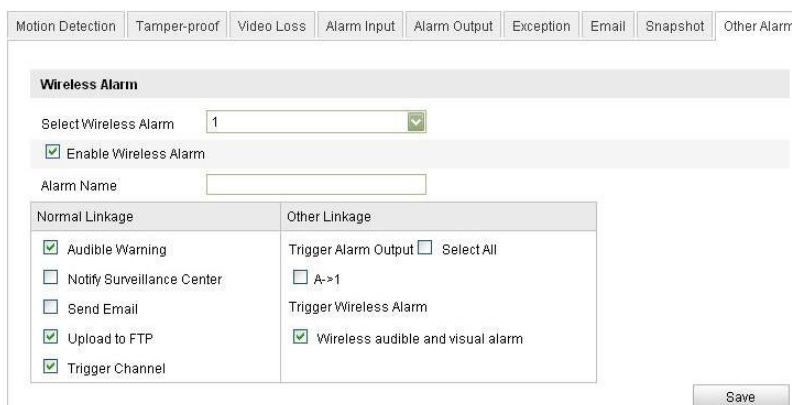 Motion Detection Tamper-proof Video Loss Alarm Input Alarm Output Exception Email Snapshot Other Alarm
Wireless Alarm
Select Wireless Alarm 1
Enable Wireless Alarm
Alarm Name
Normal Linkage Other Linkage
Audible Warning Trigger Alarm Output Select All
Notify Surveillance Center A->1
Send Email Trigger Wireless Alarm
Upload to FTP Wireless audible and visual alarm
Trigger Channel
Save